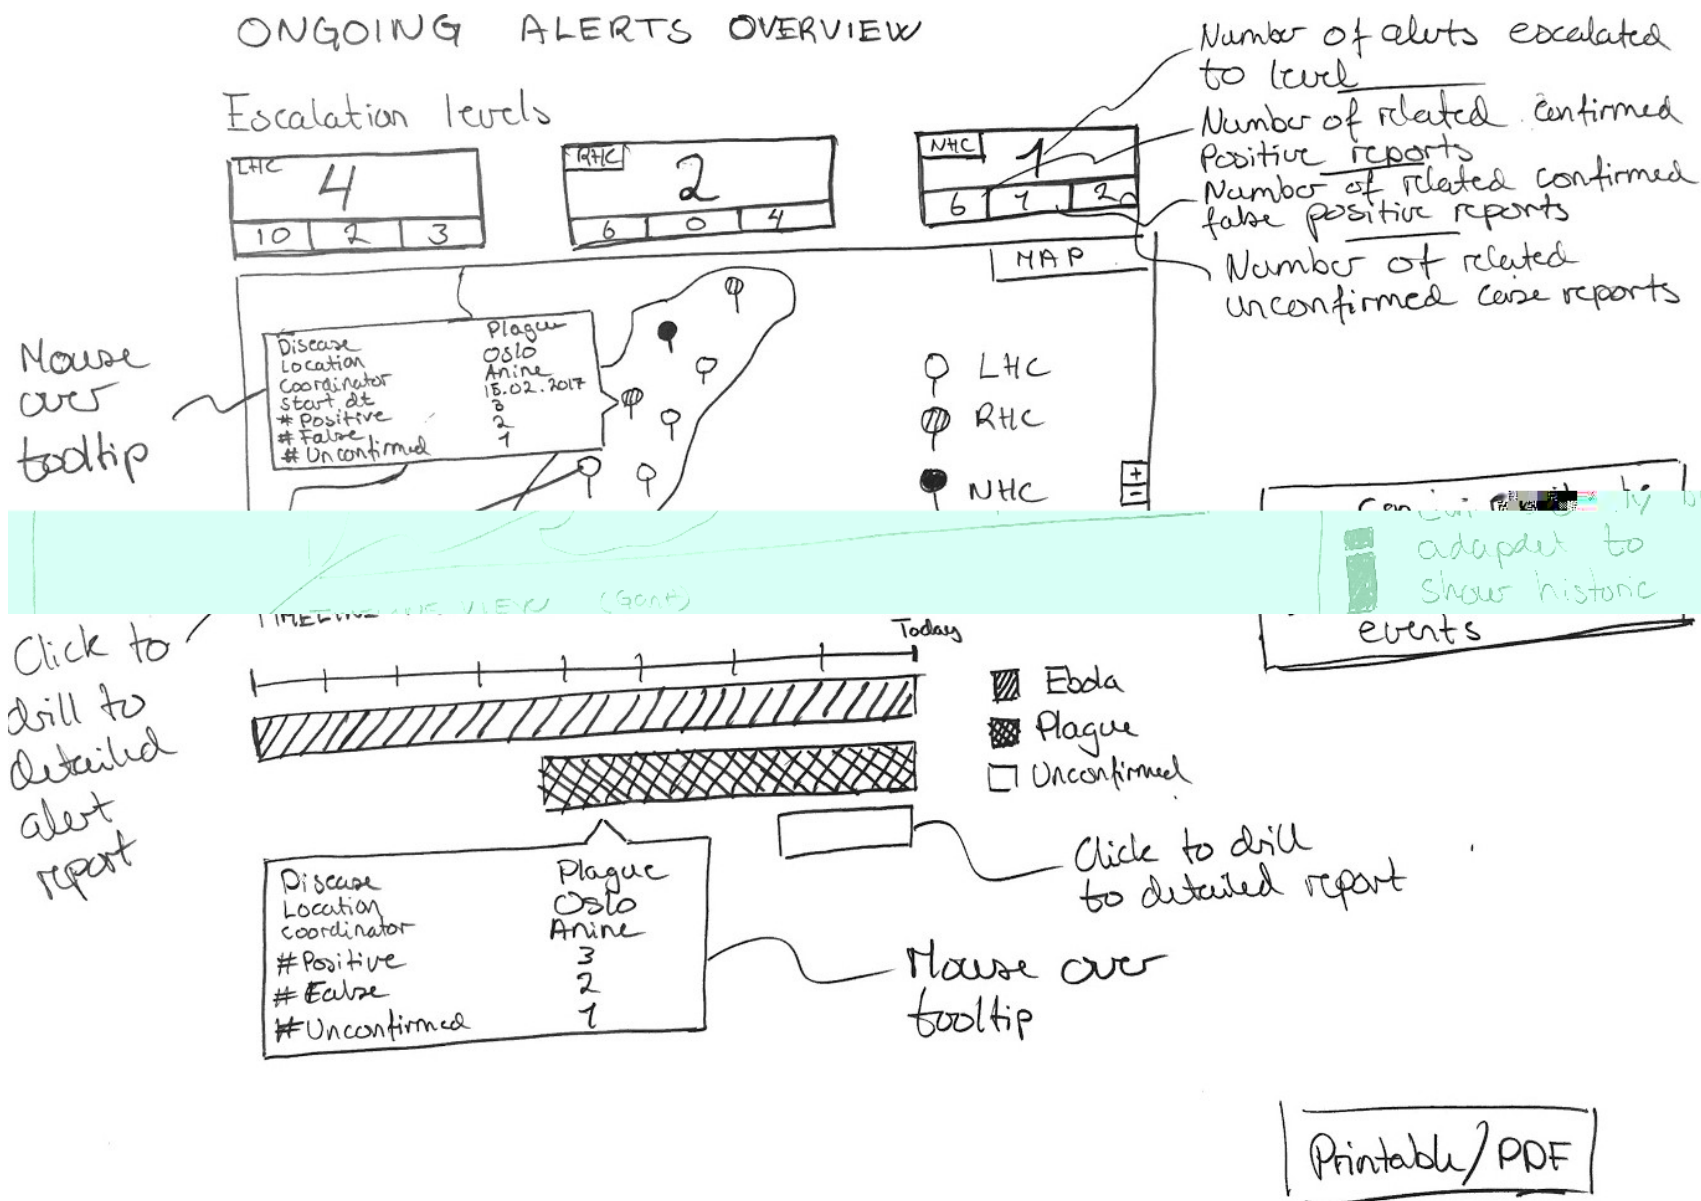 ONGOING ALERTS OVERVIEW
Escalation levels
LHC
4
10 2 3
RHC
2
6 0 4
NHC
1
6 1 2
Number of alerts escalated
to level
Number of related confirmed
Positive reports
Number of related confirmed
false positive reports
Number of related
unconfirmed case reports
MAP
Mouse
over
tooltip
Disease Plague
Location Oslo
Coordinator Anine
Start dt 15.02.2017
# Positive 3
# False 2
# Unconfirmed 1
LHC
RHC
NHC
+
-
adapdet to
show historic
events
TIMELINE VIEW (Gant)
Today
Click to
drill to
detailed
alert
report
Ebola
Plague
Unconfirmed
Click to drill
to detailed report
Disease Plague
Location Oslo
Coordinator Anine
# Positive 3
# False 2
# Unconfirmed 1
Mouse over
tooltip
Printable/PDF